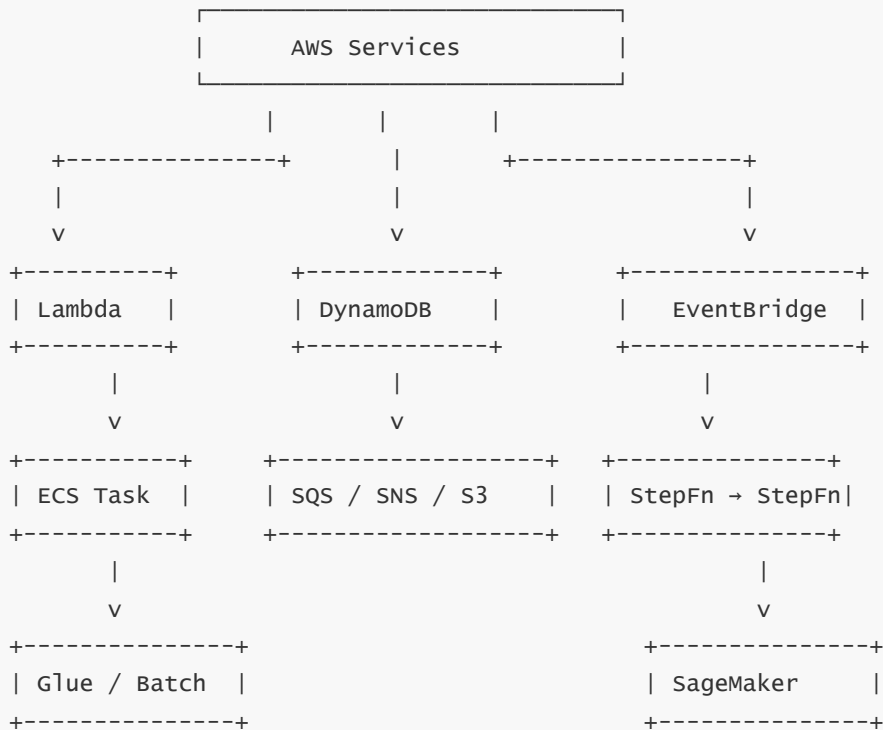 AWS Services
Lambda DynamoDB EventBridge
ECS Task SQS / SNS / S3 StepFn → StepFn
Glue / Batch SageMaker